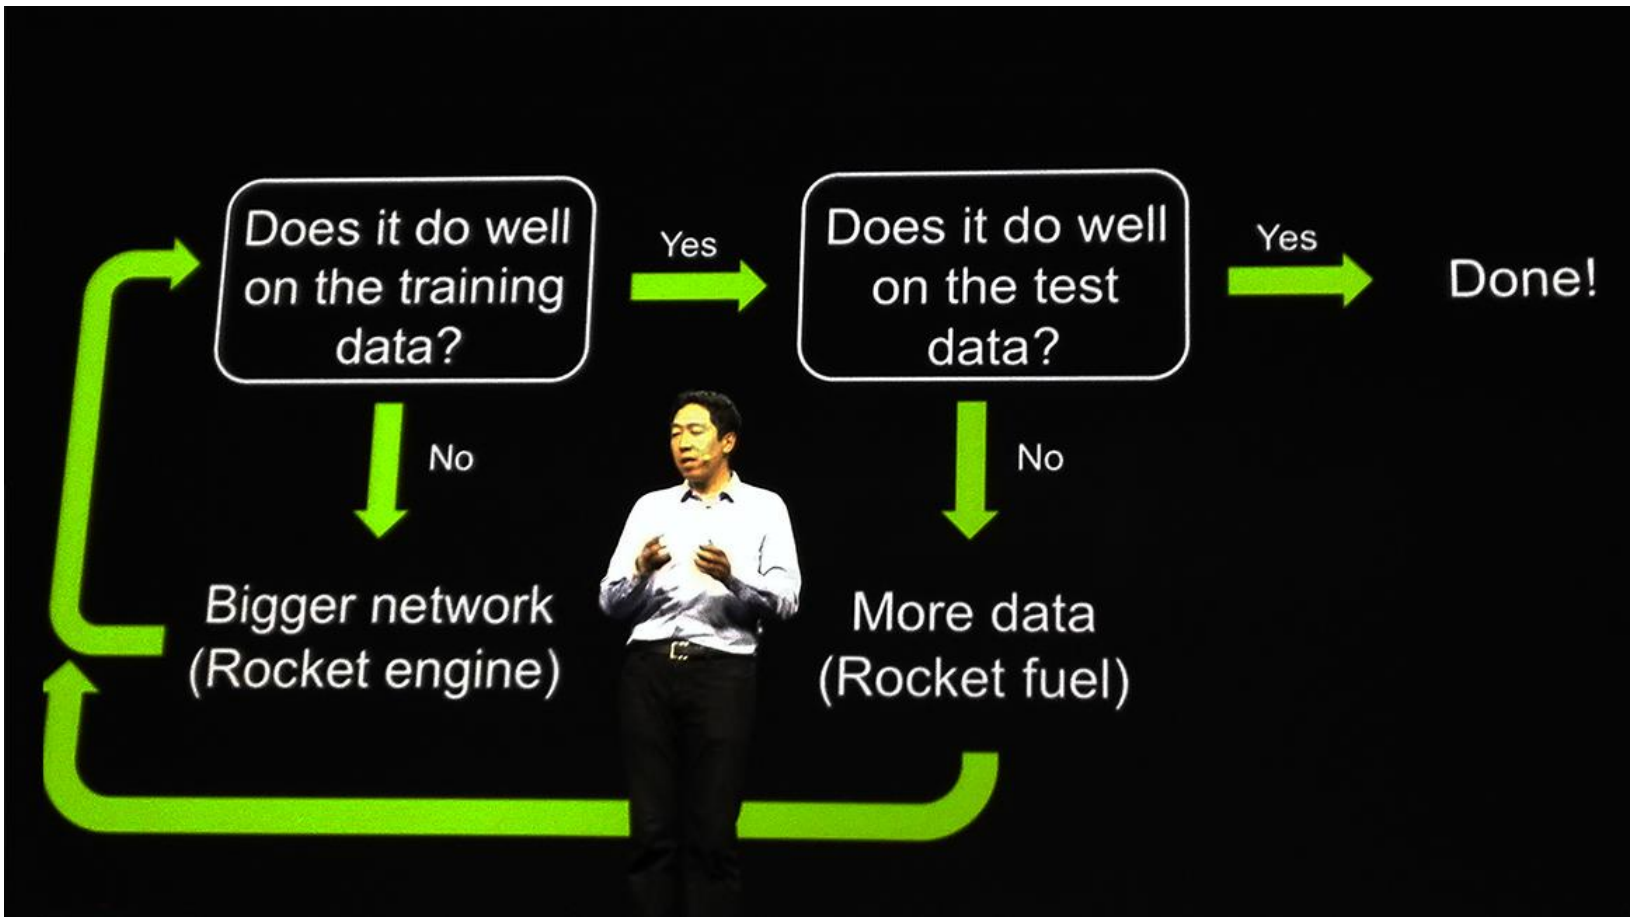 Does it do well
on the training
data?
Yes
Does it do well
on the test
data?
Yes
Done!
No
No
Bigger network
(Rocket engine)
More data
(Rocket fuel)